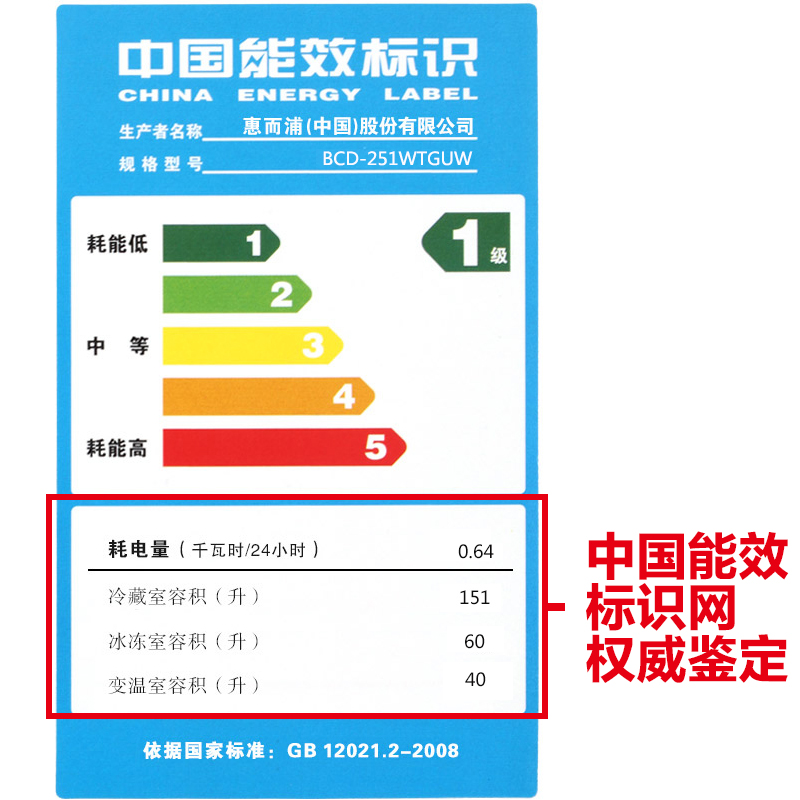 中国能效标识
CHINA ENERGY LABEL
生产者名称 惠而浦(中国)股份有限公司
规格型号 BCD-251WTGUW
耗能低 1 1级
2
中 等 3
4
耗能高 5
耗电量(千瓦时/24小时) 0.64
冷藏室容积(升) 151
冰冻室容积(升) 60
变温室容积(升) 40
中国能效
标识网
权威鉴定
依据国家标准：GB 12021.2-2008